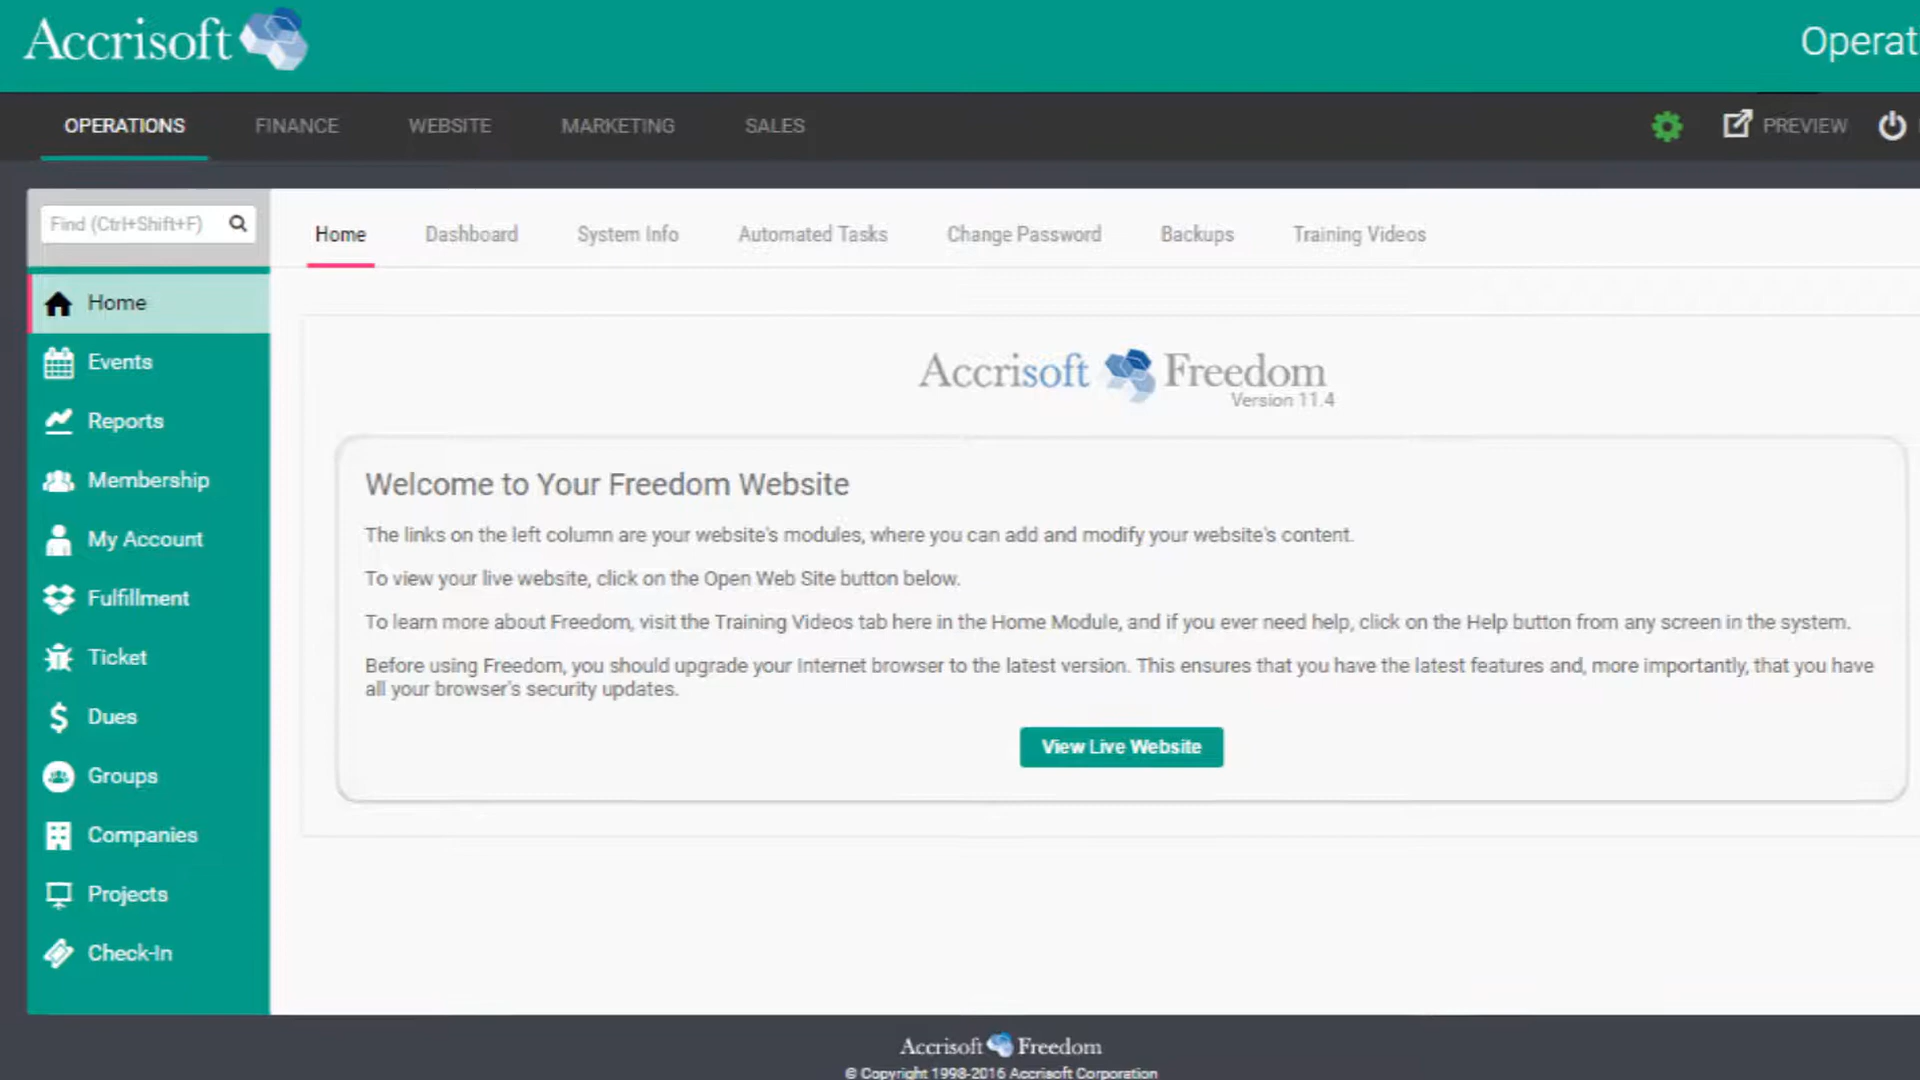 Accrisoft
Operat
OPERATIONS FINANCE WEBSITE MARKETING SALES PREVIEW
Find (Ctrl+Shift+F)
Home Dashboard System Info Automated Tasks Change Password Backups Training Videos
Home
Events
Reports
Membership
My Account
Fulfillment
Ticket
Dues
Groups
Companies
Projects
Check-In
Accrisoft Freedom
Version 11.4
Welcome to Your Freedom Website
The links on the left column are your website's modules, where you can add and modify your website's content.
To view your live website, click on the Open Web Site button below.
To learn more about Freedom, visit the Training Videos tab here in the Home Module, and if you ever need help, click on the Help button from any screen in the system.
Before using Freedom, you should upgrade your Internet browser to the latest version. This ensures that you have the latest features and, more importantly, that you have
all your browser's security updates.
View Live Website
Accrisoft Freedom
© Copyright 1998-2016 Accrisoft Corporation